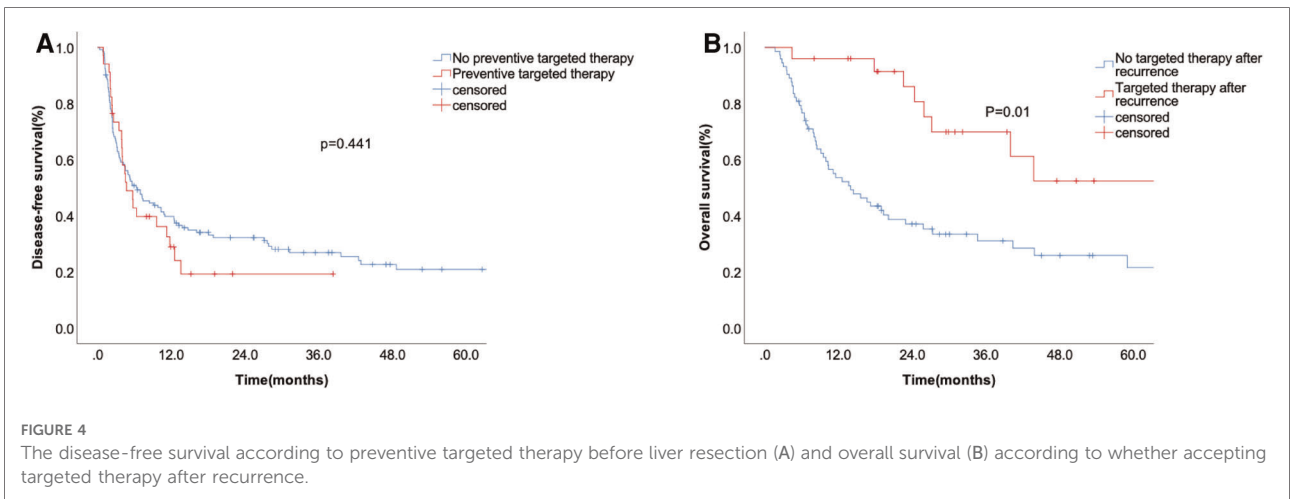 A
1.0
0.8
0.6
0.4
0.2
0.0
Disease-free survival(%)
No preventive targeted therapy
Preventive targeted therapy
censored
censored
p=0.441
.0 12.0 24.0 36.0 48.0 60.0
Time(months)
B
1.0
0.8
0.6
0.4
0.2
0.0
Overall survival(%)
No targeted therapy after
recurrence
Targeted therapy after
recurrence
censored
censored
P=0.01
.0 12.0 24.0 36.0 48.0 60.0
Time(months)
FIGURE 4
The disease-free survival according to preventive targeted therapy before liver resection (A) and overall survival (B) according to whether accepting
targeted therapy after recurrence.